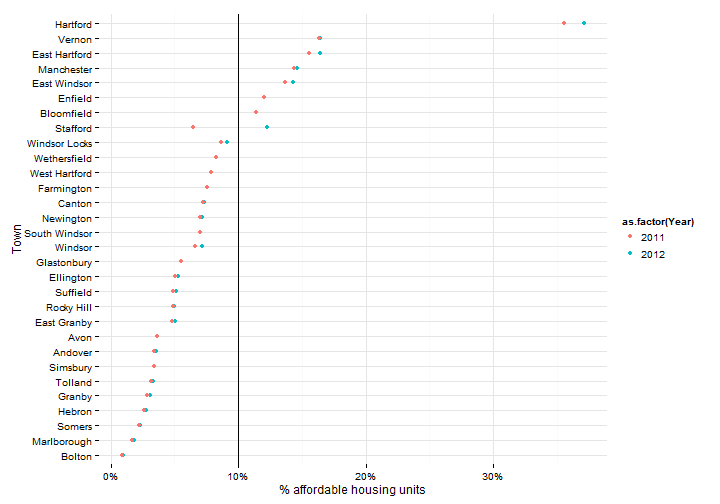 Hartford
Vernon
East Hartford
Manchester
East Windsor
Enfield
Bloomfield
Stafford
Windsor Locks
Wethersfield
West Hartford
Farmington
Canton
Newington
South Windsor
Windsor
Glastonbury
Ellington
Suffield
Rocky Hill
East Granby
Avon
Andover
Simsbury
Tolland
Granby
Hebron
Somers
Marlborough
Bolton
Town
0% 10% 20% 30%
% affordable housing units
as.factor(Year)
2011
2012